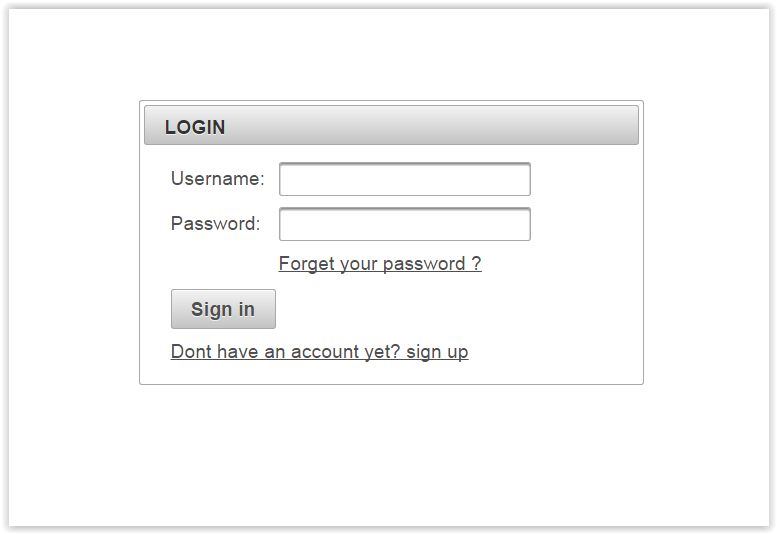 LOGIN
Username:
Password:
Forget your password ?
Sign in
Dont have an account yet? sign up